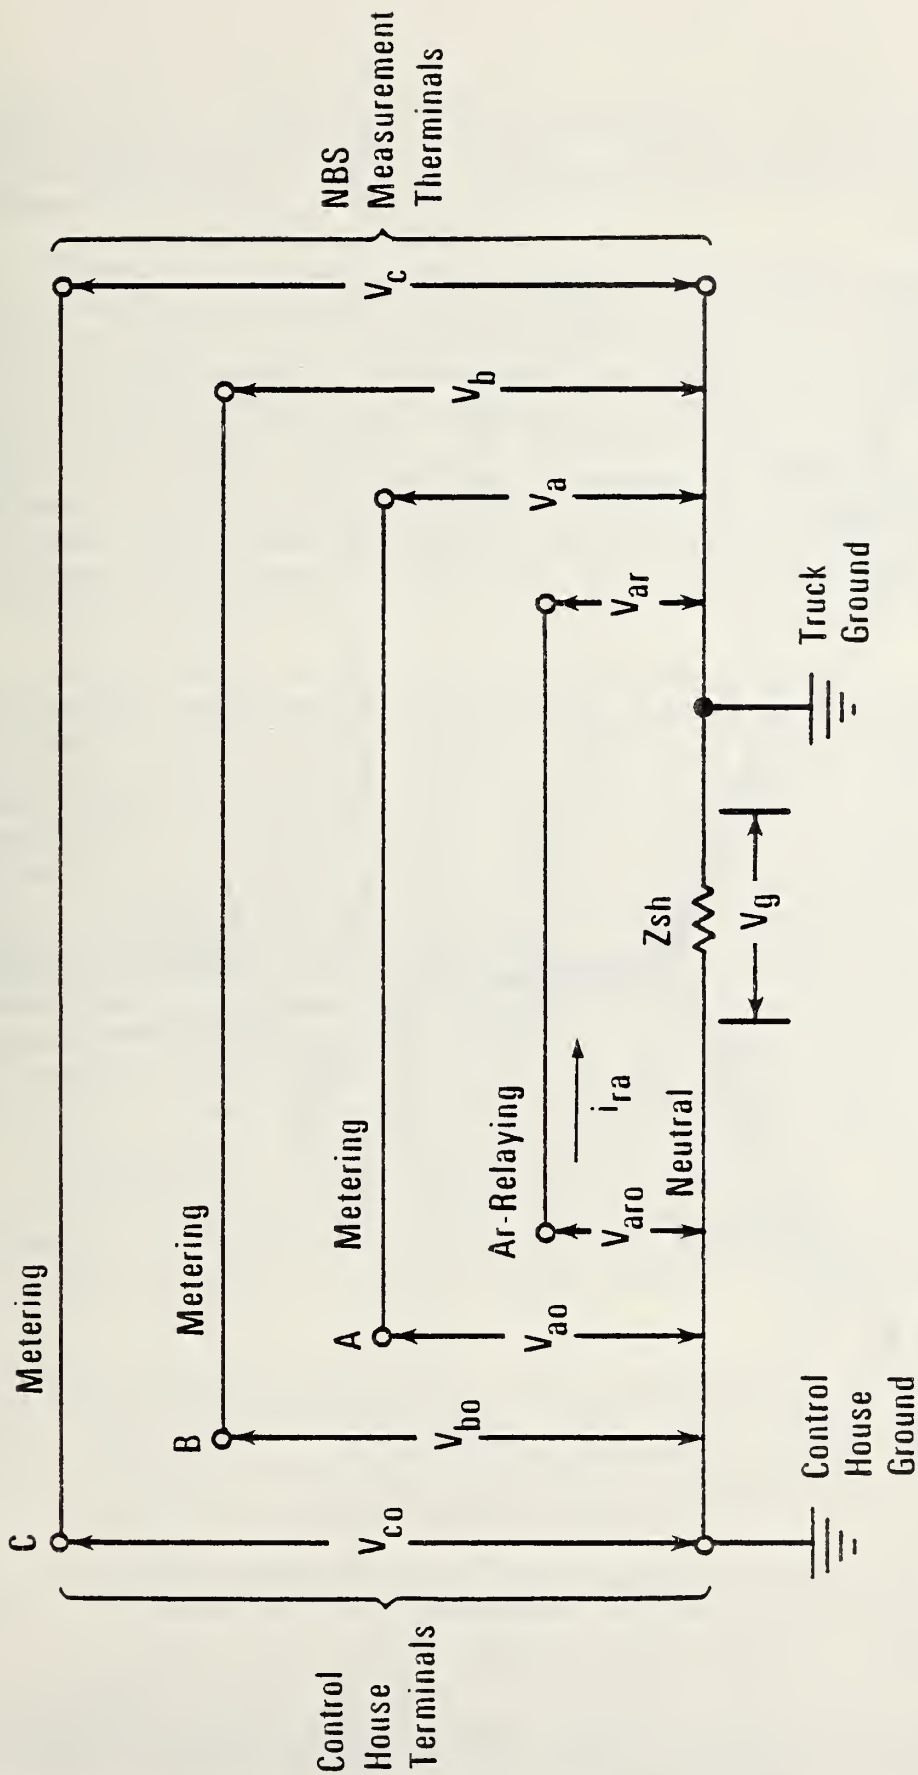 Metering
C
Metering
B
Metering
A
Ar-Relaying
i_ra
Neutral
Zsh
V_g
V_co
V_bo
V_ao
V_aro
V_ar
V_a
V_b
V_c
Control
House
Terminals
NBS
Measurement
Therminals
Control
House
Ground
Truck
Ground